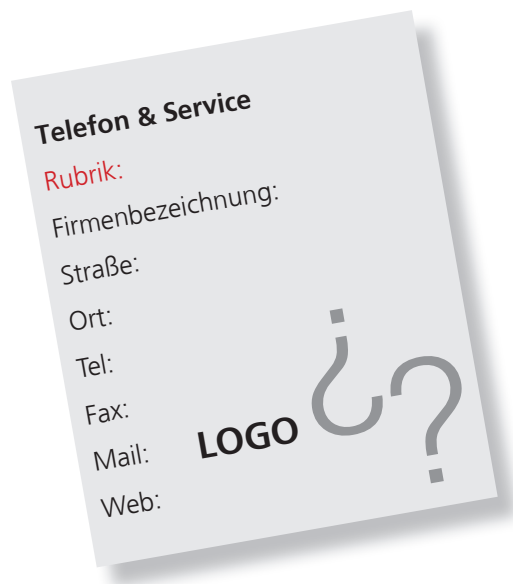 Telefon & Service
Rubrik:
Firmenbezeichnung:
Straße:
Ort:
Tel:
Fax:
Mail:
LOGO
¿?
Web: